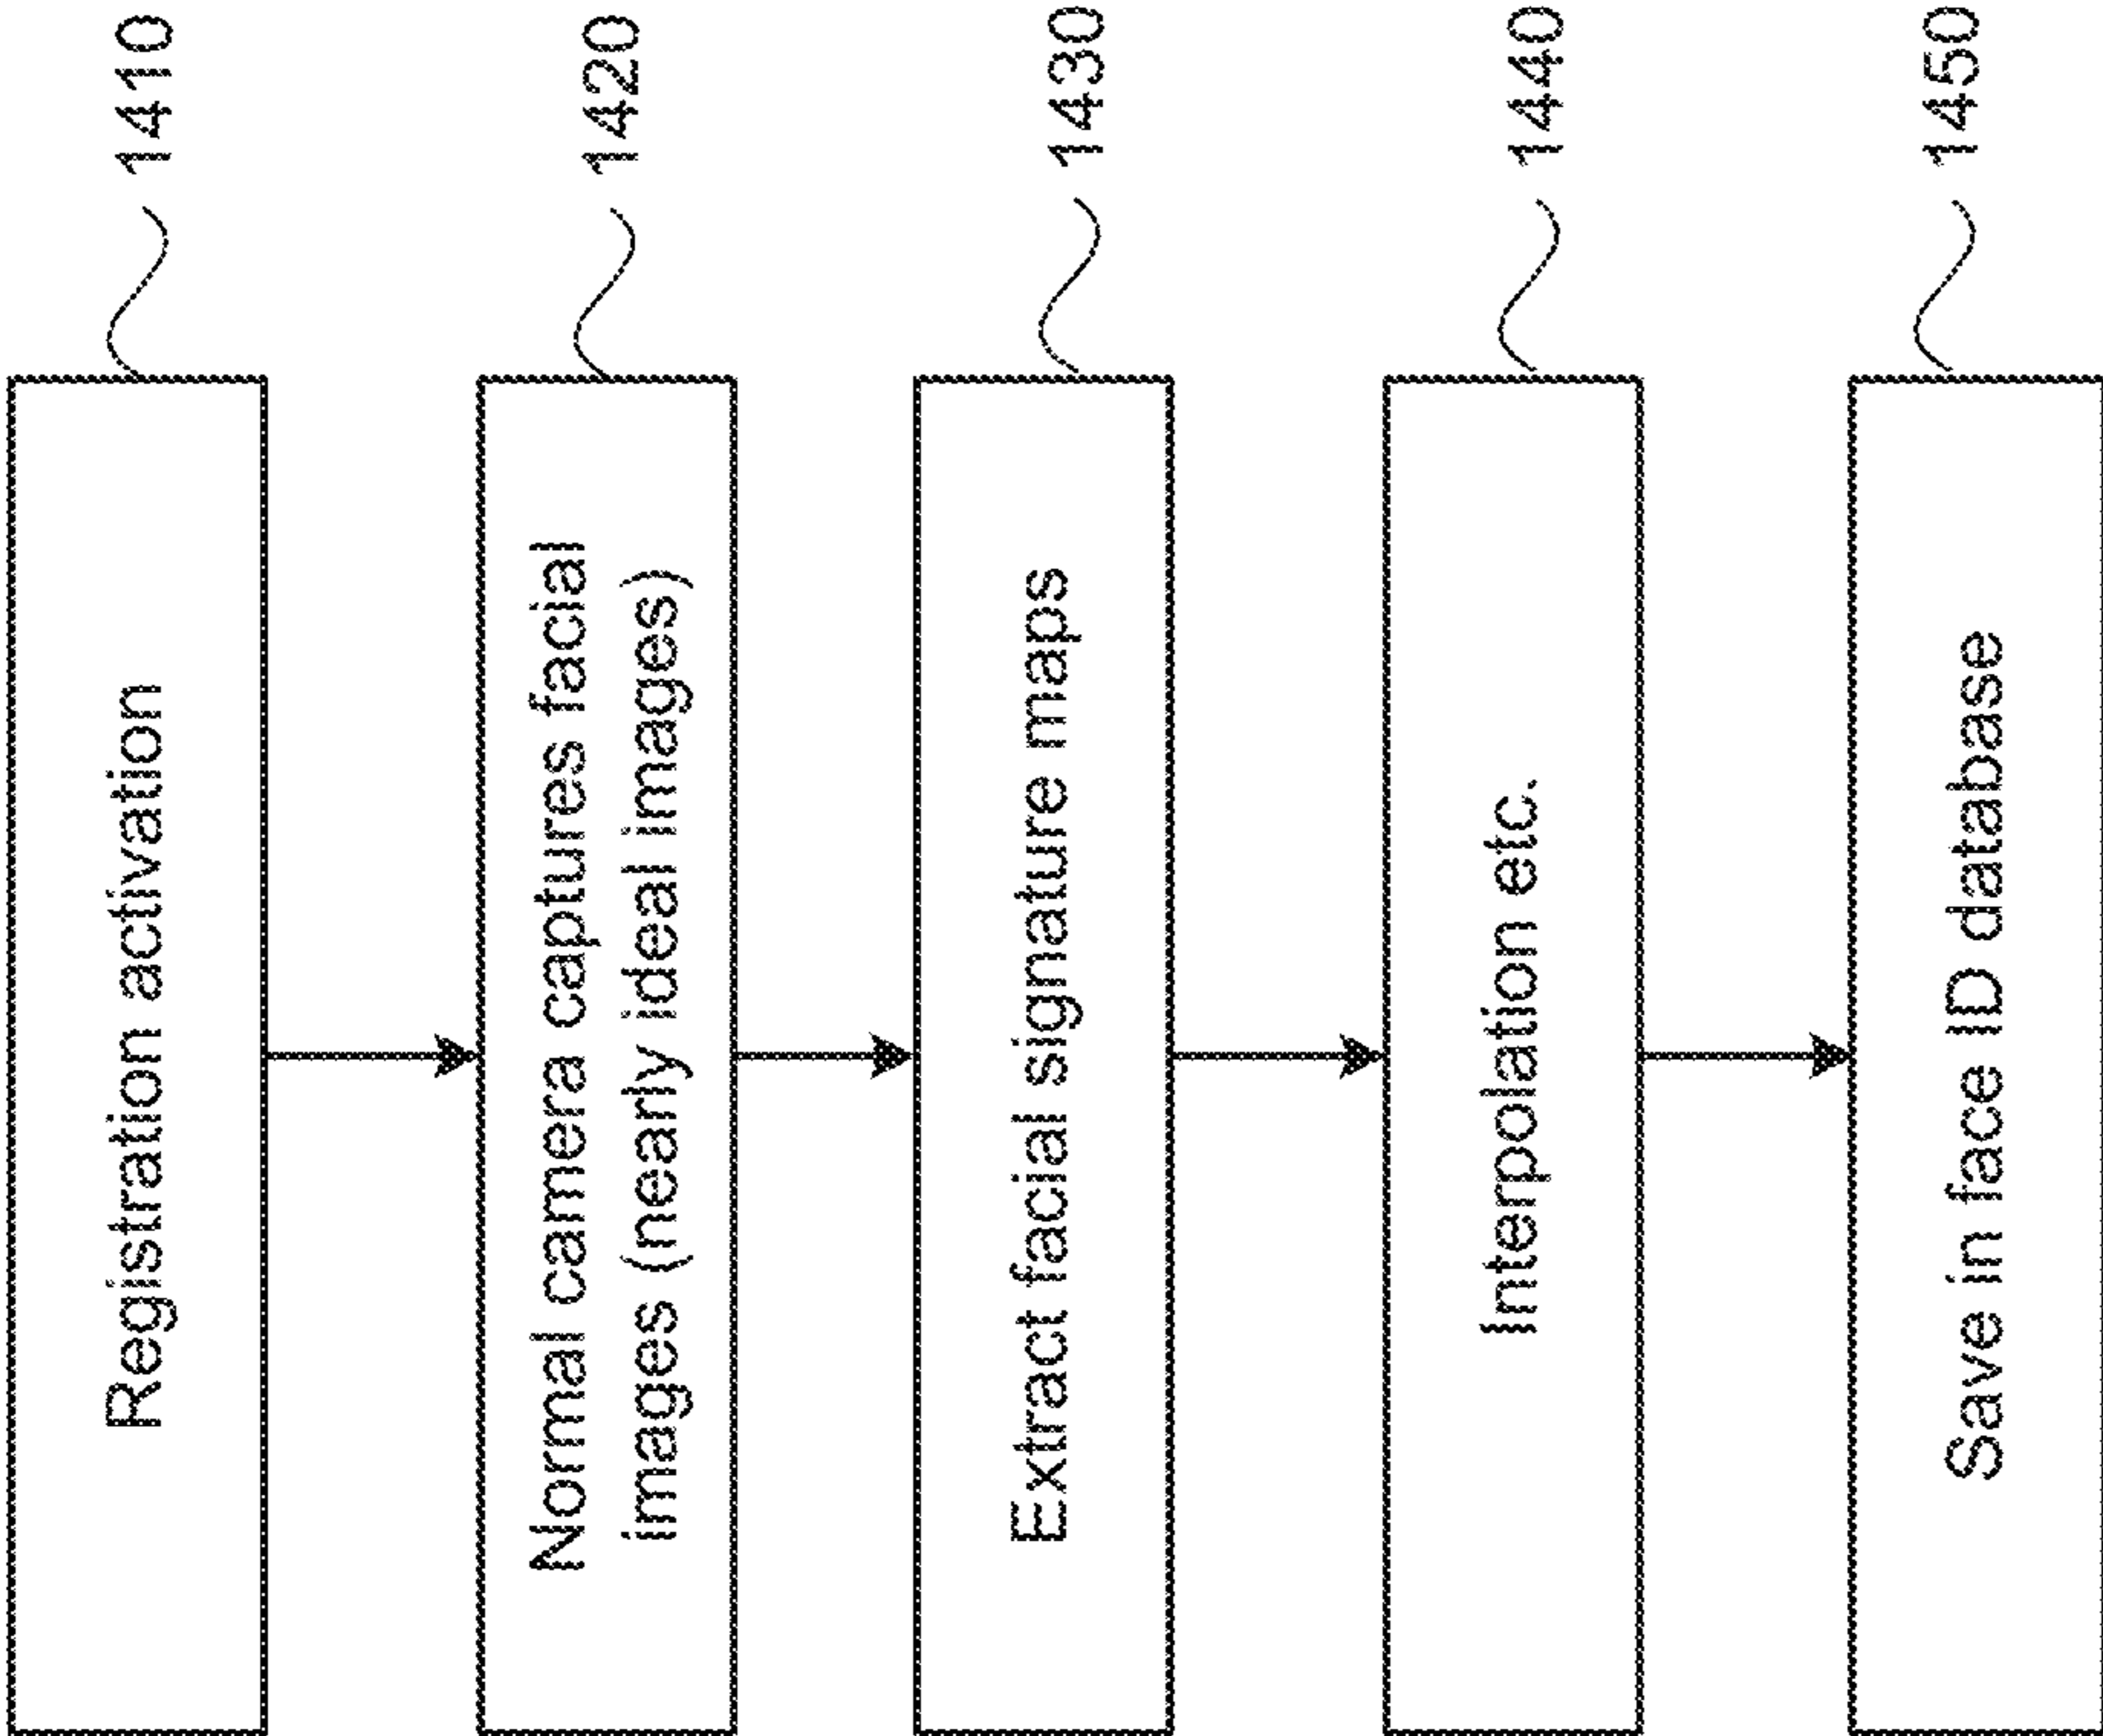 Registration activation
1410
Normal camera captures facial
images (nearly ideal images)
1420
Extract facial signature maps
1430
Interpolation etc.
1440
Save in face ID database
1450